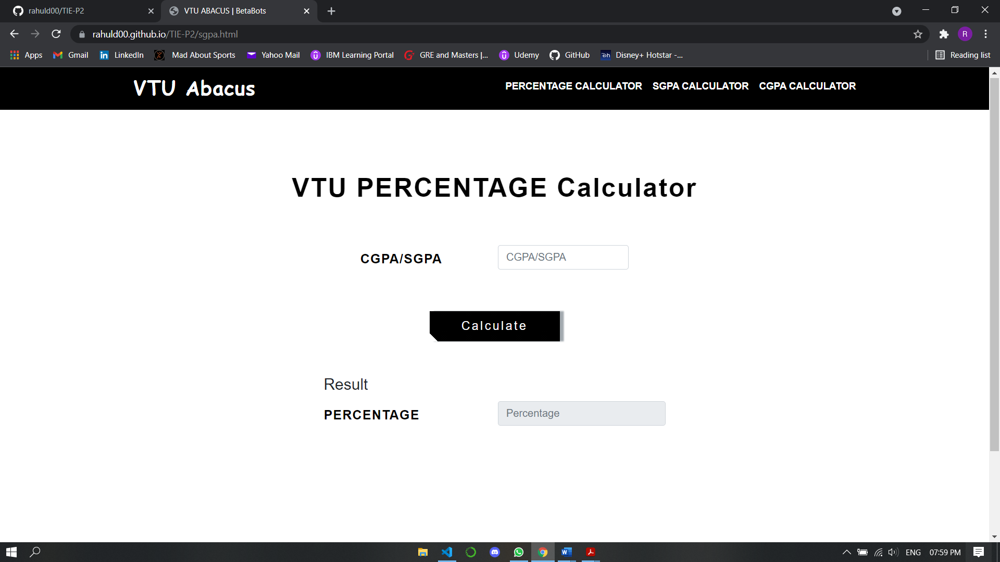 rahuld00/TIE-P2
VTU ABACUS | BetaBots
rahuld00.github.io/TIE-P2/sgpa.html
R
Apps Gmail LinkedIn Mad About Sports Yahoo Mail IBM Learning Portal GRE and Masters |... Udemy GitHub Disney+ Hotstar -... Reading list
VTU Abacus PERCENTAGE CALCULATOR SGPA CALCULATOR CGPA CALCULATOR
VTU PERCENTAGE Calculator
CGPA/SGPA CGPA/SGPA
Calculate
Result
PERCENTAGE Percentage
ENG 07:59 PM